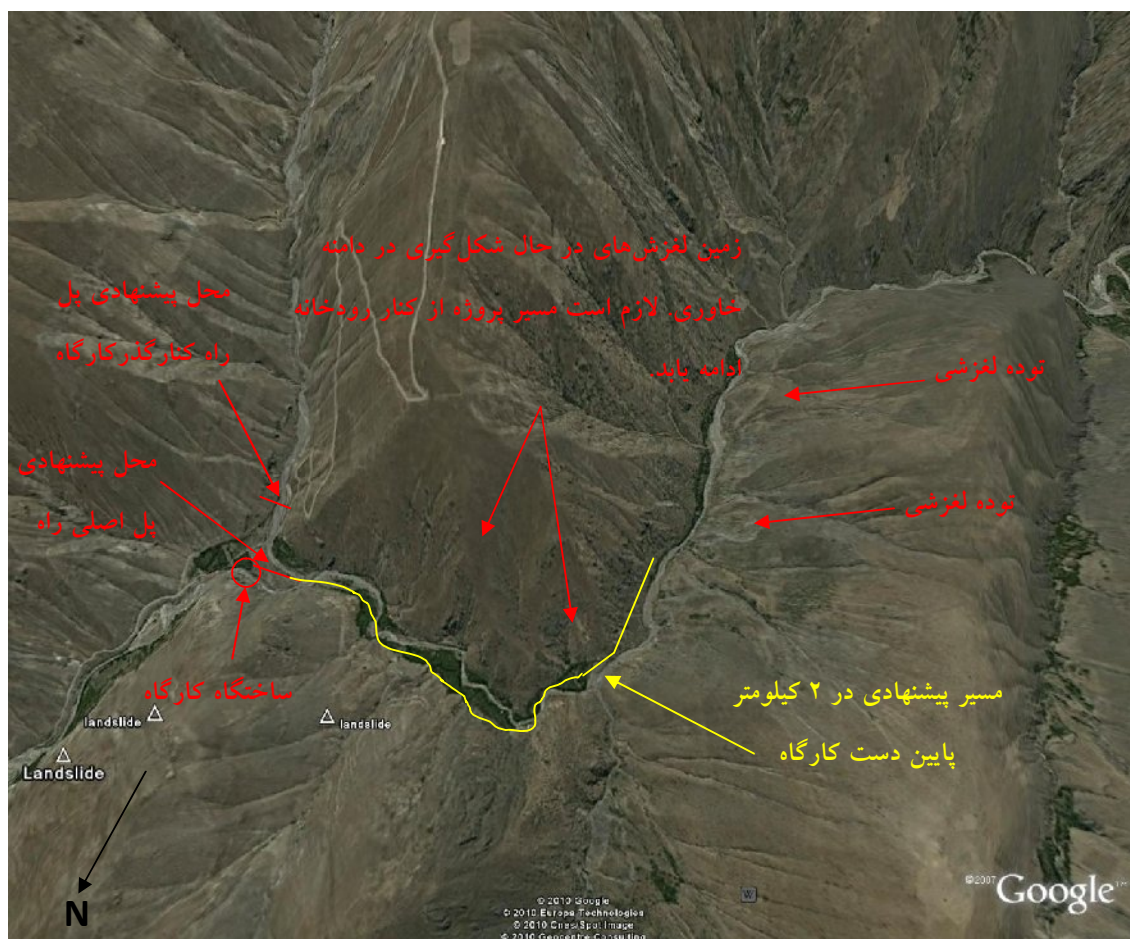 زمین لغزش‌های در حال شکل‌گیری در دامنه
خاوری. لازم است مسیر پروژه از کنار رودخانه
ادامه یابد.
محل پیشنهادی پل
راه کنارگذرکارگاه
توده لغزشی
محل پیشنهادی
پل اصلی راه
توده لغزشی
ساختگاه کارگاه
مسیر پیشنهادی در ۲ کیلومتر
پایین دست کارگاه
landslide
landslide
Landslide
N
W
©2007 Google™
© 2010 Google
© 2010 Europa Technologies
© 2010 Cnes/Spot Image
© 2010 Geocentre Consulting